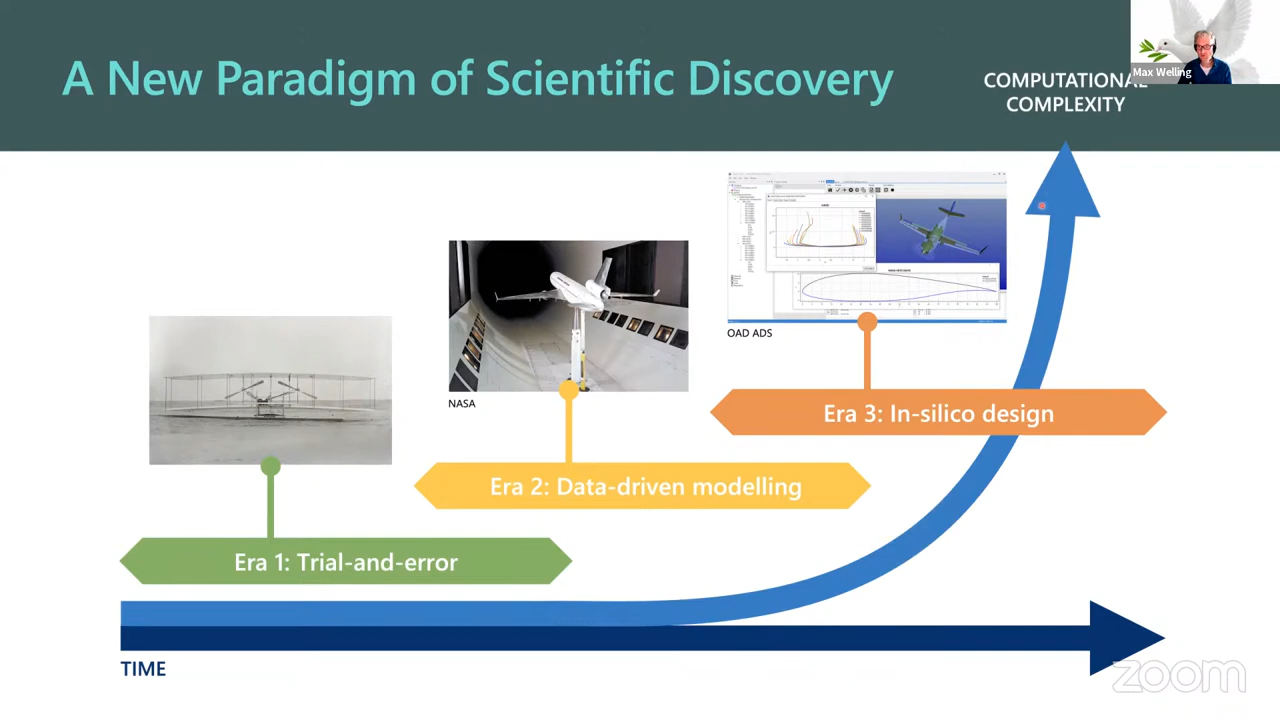 A New Paradigm of Scientific Discovery
COMPUTATIONAL
COMPLEXITY
Max Welling
OAD ADS
NASA
Era 3: In-silico design
Era 2: Data-driven modelling
Era 1: Trial-and-error
TIME
zoom